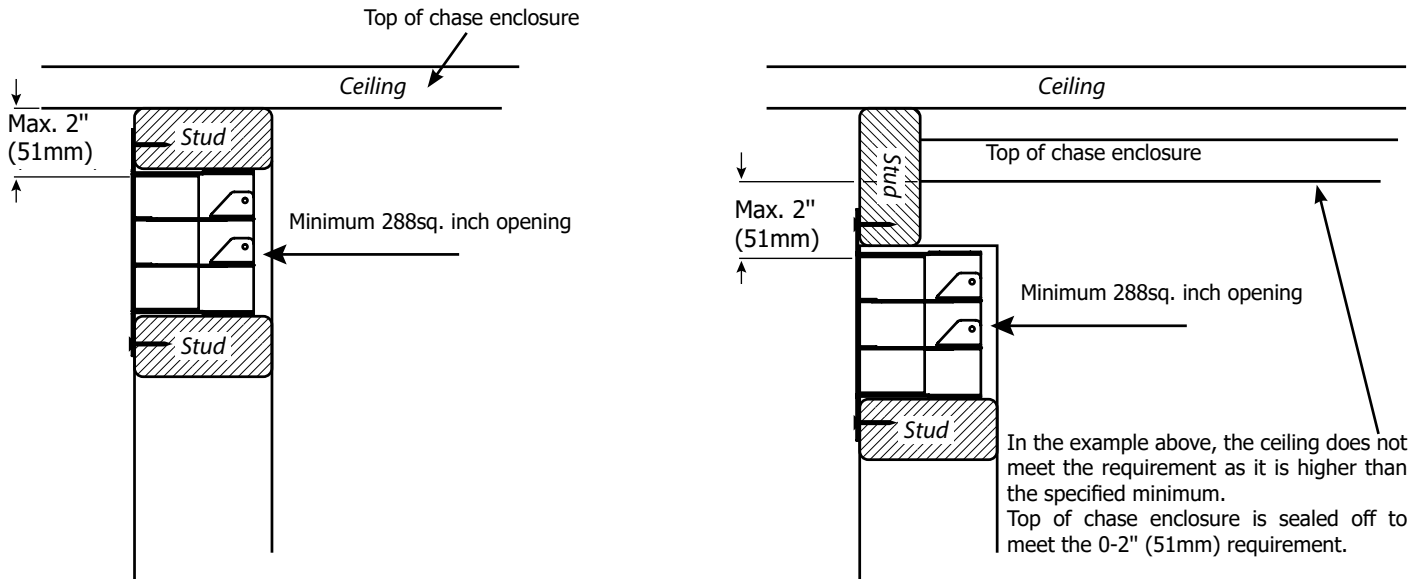 Top of chase enclosure
Ceiling
Max. 2"
(51mm)
Stud
Minimum 288sq. inch opening
Stud
Ceiling
Top of chase enclosure
Stud
Max. 2"
(51mm)
Minimum 288sq. inch opening
Stud
In the example above, the ceiling does not
meet the requirement as it is higher than
the specified minimum.
Top of chase enclosure is sealed off to
meet the 0-2" (51mm) requirement.